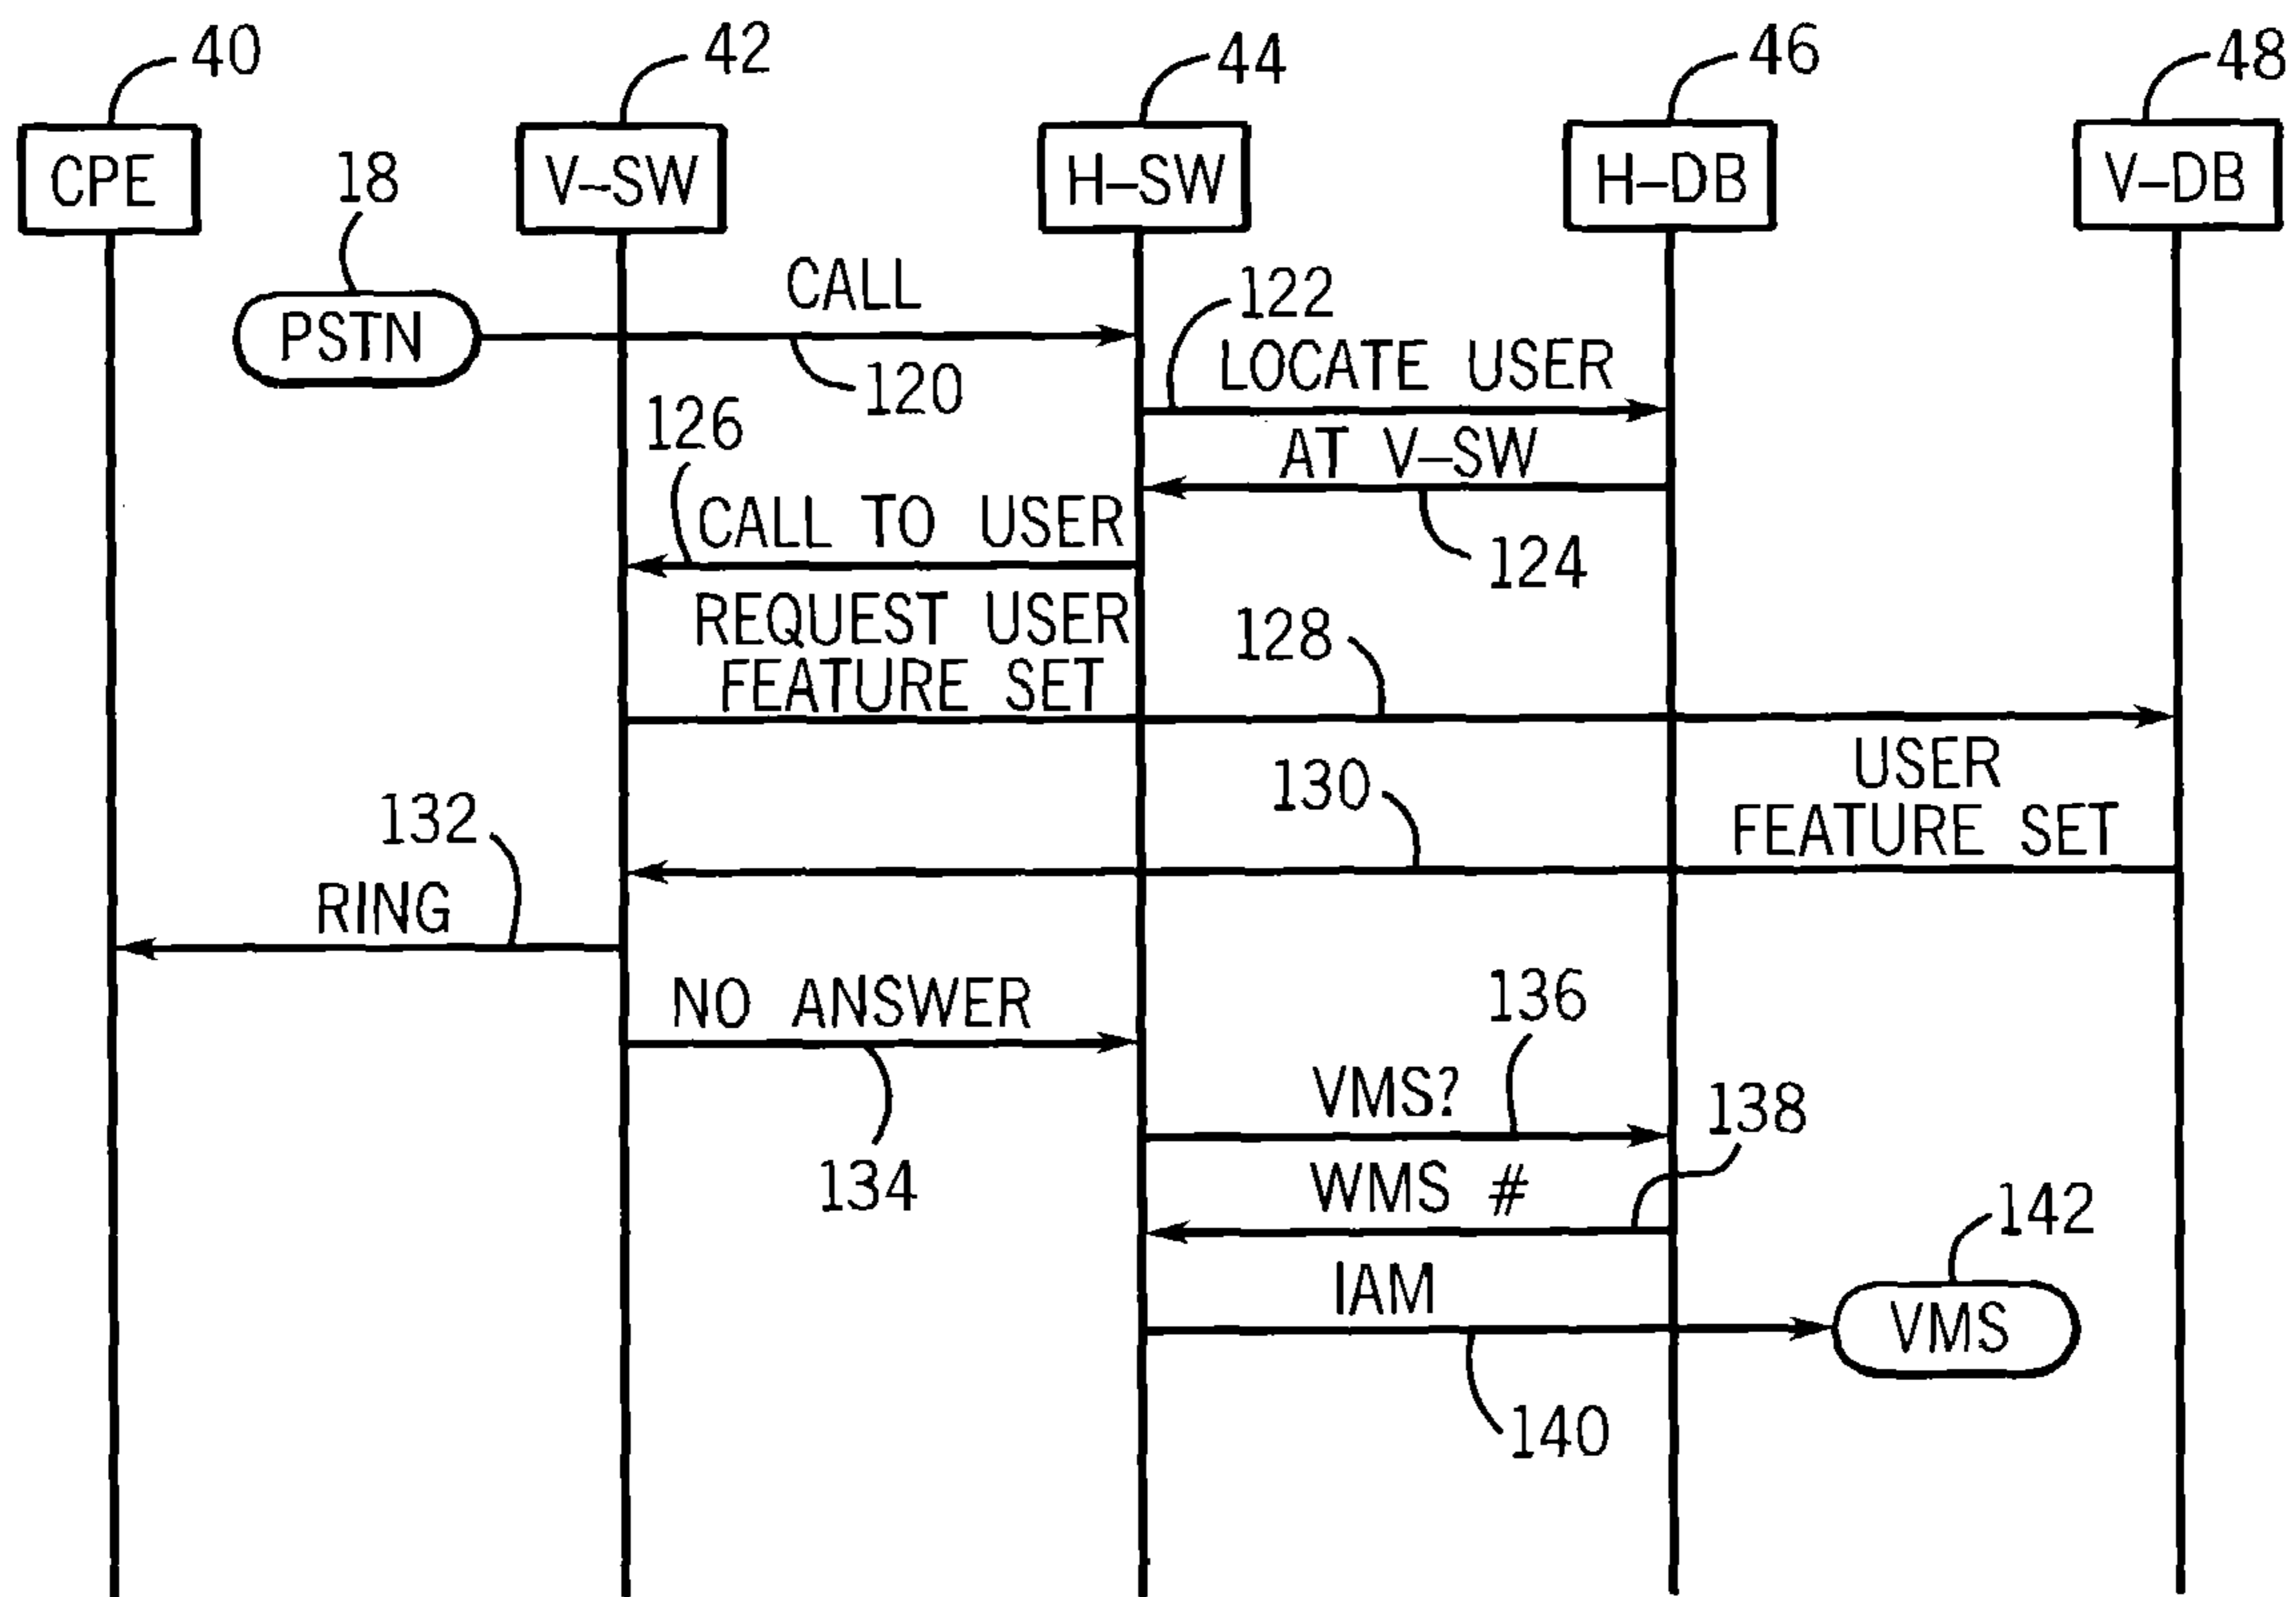 40
42
44
46
48
CPE
V-SW
H-SW
H-DB
V-DB
18
PSTN
CALL
120
122
LOCATE USER
126
AT V-SW
124
CALL TO USER
REQUEST USER
FEATURE SET
128
USER
FEATURE SET
130
132
RING
NO ANSWER
134
136
VMS?
138
WMS #
142
IAM
VMS
140